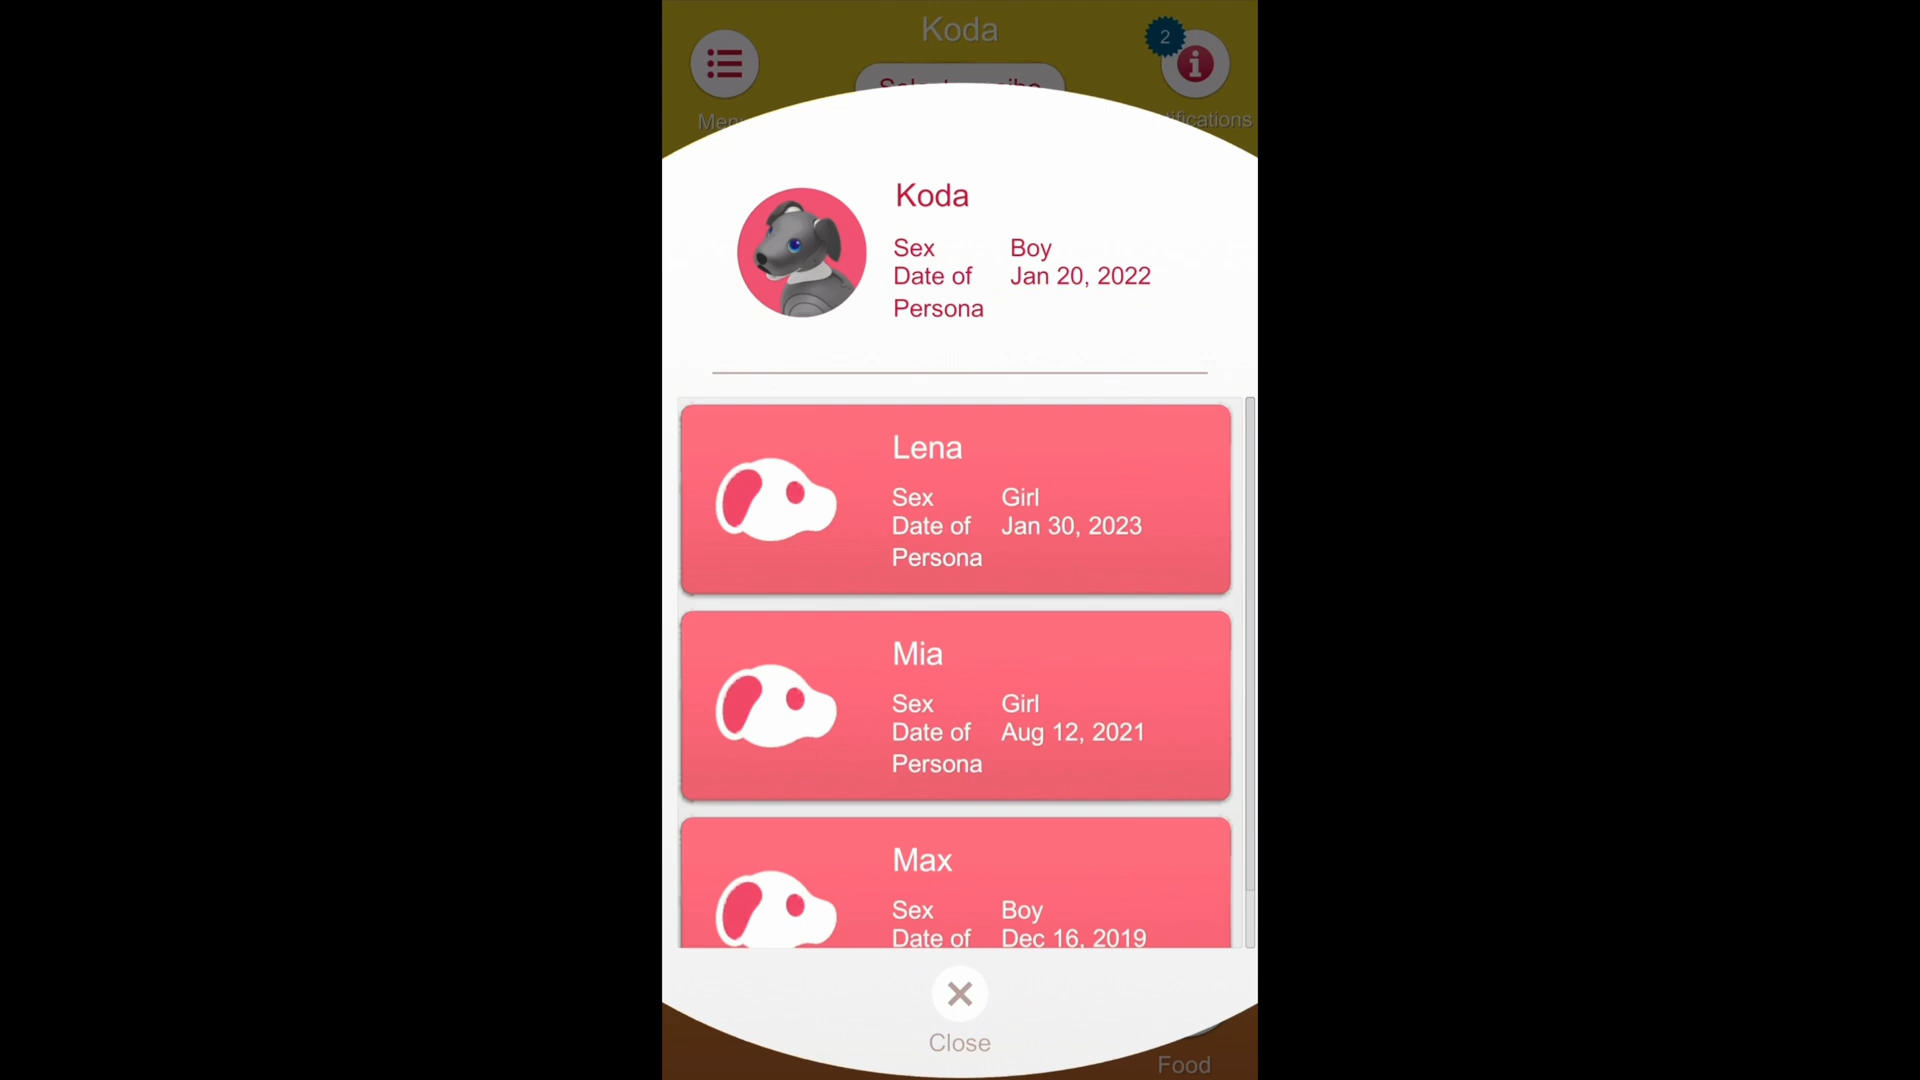 Koda
2
Menu
Koda
Sex Boy
Date of Jan 20, 2022
Persona
Lena
Sex Girl
Date of Jan 30, 2023
Persona
Mia
Sex Girl
Date of Aug 12, 2021
Persona
Max
Sex Boy
Date of Dec 16, 2019
Close
Food